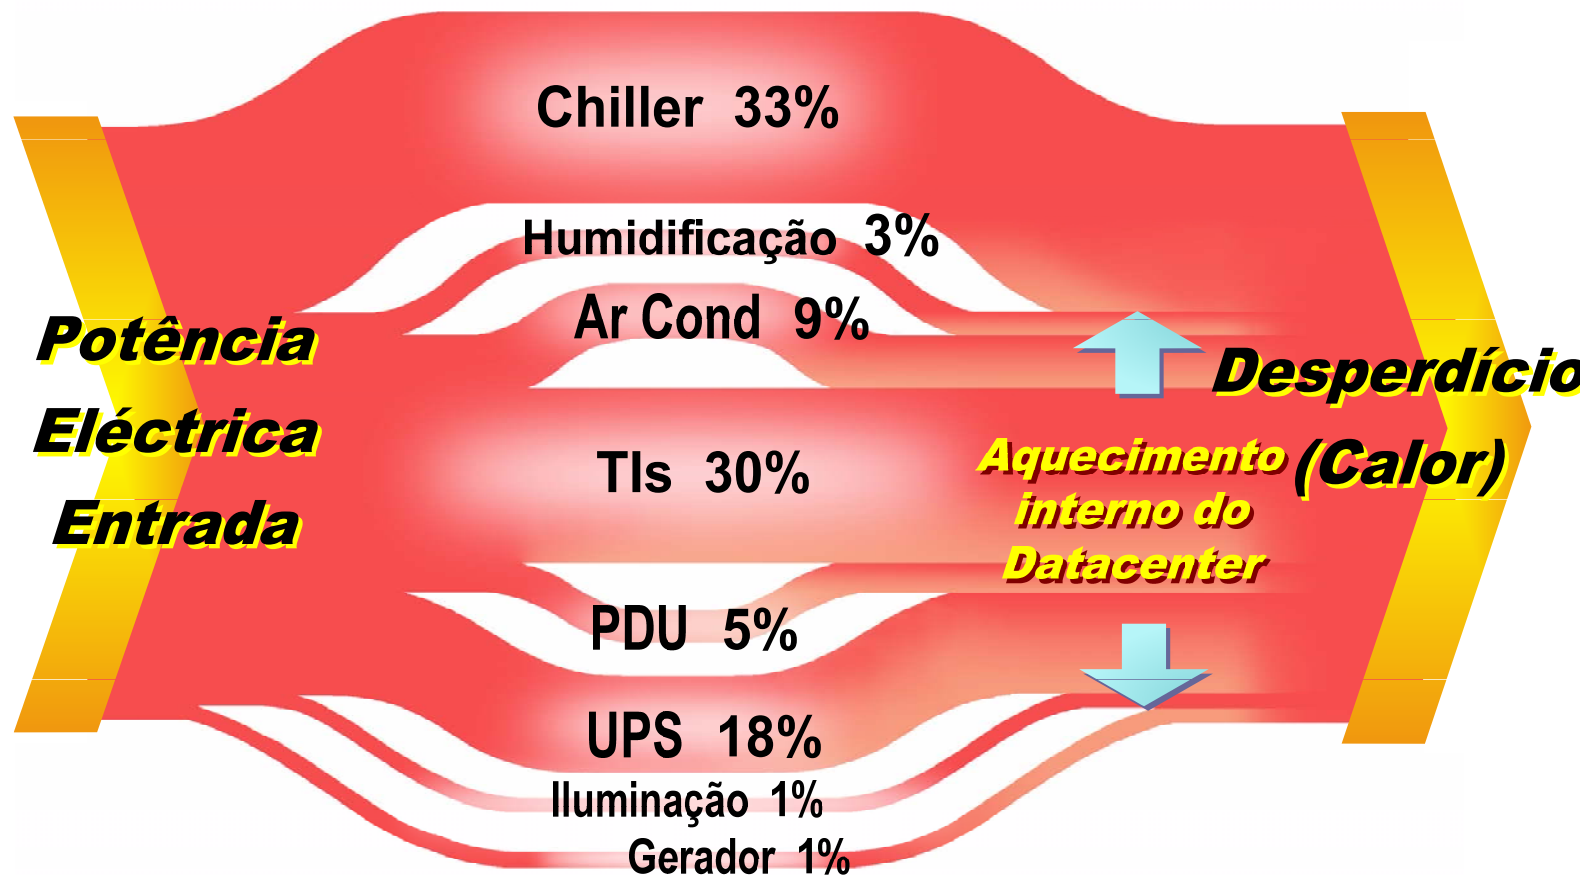 Chiller 33%
Humidificação 3%
Ar Cond 9%
Potência
Eléctrica
Entrada
TIs 30%
Desperdício
(Calor)
Aquecimento
interno do
Datacenter
PDU 5%
UPS 18%
Iluminação 1%
Gerador 1%